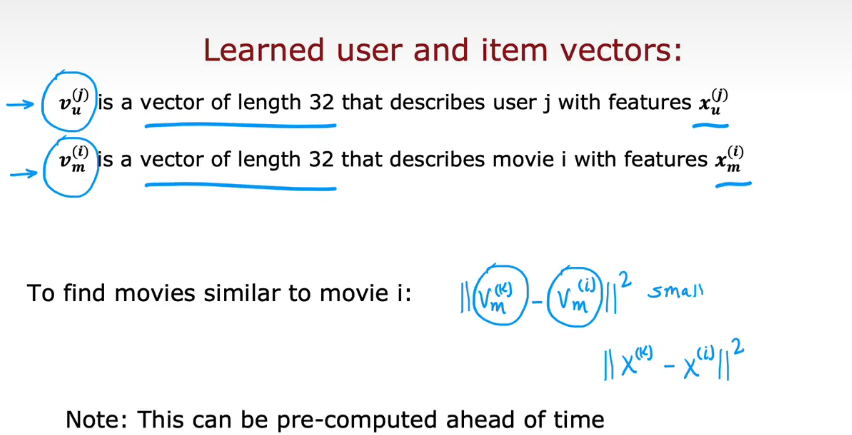 Learned user and item vectors:
→ v_u^(j) is a vector of length 32 that describes user j with features x_u^(j)
→ v_m^(i) is a vector of length 32 that describes movie i with features x_m^(i)
To find movies similar to movie i: ||v_m^(k) - v_m^(i)||^2 small
||x^(k) - x^(i)||^2
Note: This can be pre-computed ahead of time